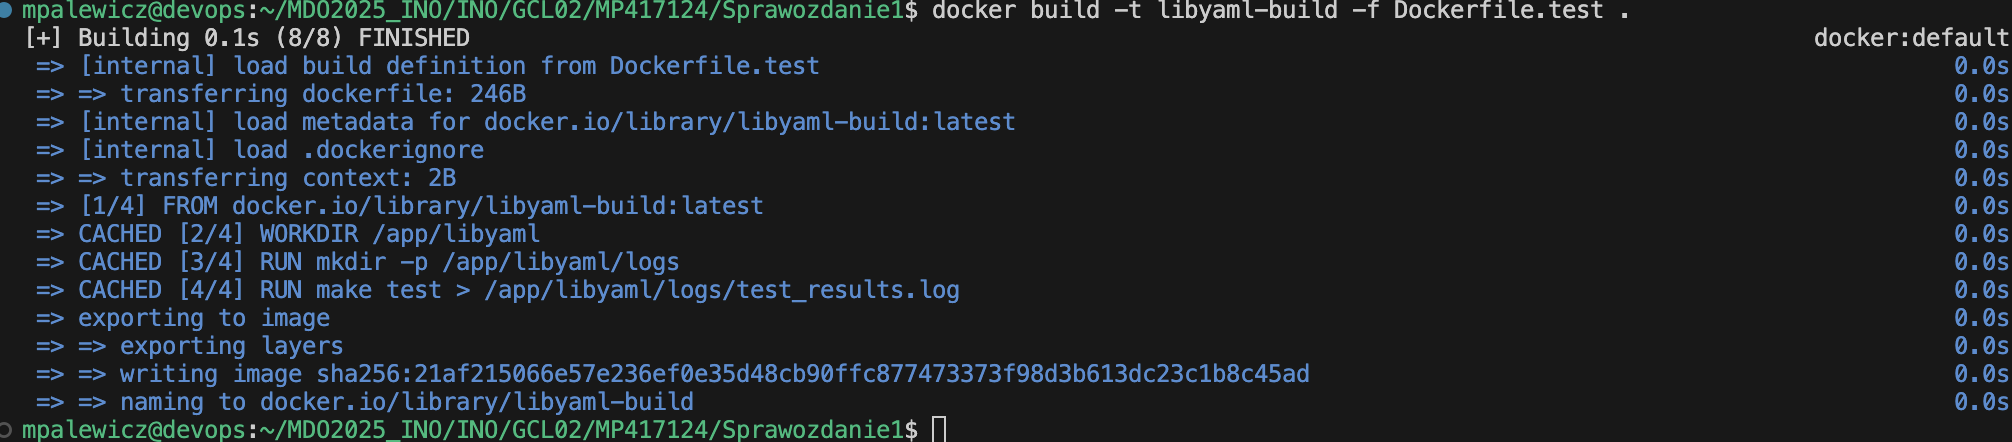 mpalewicz@devops:~/MDO2025_INO/INO/GCL02/MP417124/Sprawozdanie1$ docker build -t libyaml-build -f Dockerfile.test .
[+] Building 0.1s (8/8) FINISHED docker:default
=> [internal] load build definition from Dockerfile.test 0.0s
=> => transferring dockerfile: 246B 0.0s
=> [internal] load metadata for docker.io/library/libyaml-build:latest 0.0s
=> [internal] load .dockerignore 0.0s
=> => transferring context: 2B 0.0s
=> [1/4] FROM docker.io/library/libyaml-build:latest 0.0s
=> CACHED [2/4] WORKDIR /app/libyaml 0.0s
=> CACHED [3/4] RUN mkdir -p /app/libyaml/logs 0.0s
=> CACHED [4/4] RUN make test > /app/libyaml/logs/test_results.log 0.0s
=> exporting to image 0.0s
=> => exporting layers 0.0s
=> => writing image sha256:21af215066e57e236ef0e35d48cb90ffc877473373f98d3b613dc23c1b8c45ad 0.0s
=> => naming to docker.io/library/libyaml-build 0.0s
mpalewicz@devops:~/MDO2025_INO/INO/GCL02/MP417124/Sprawozdanie1$